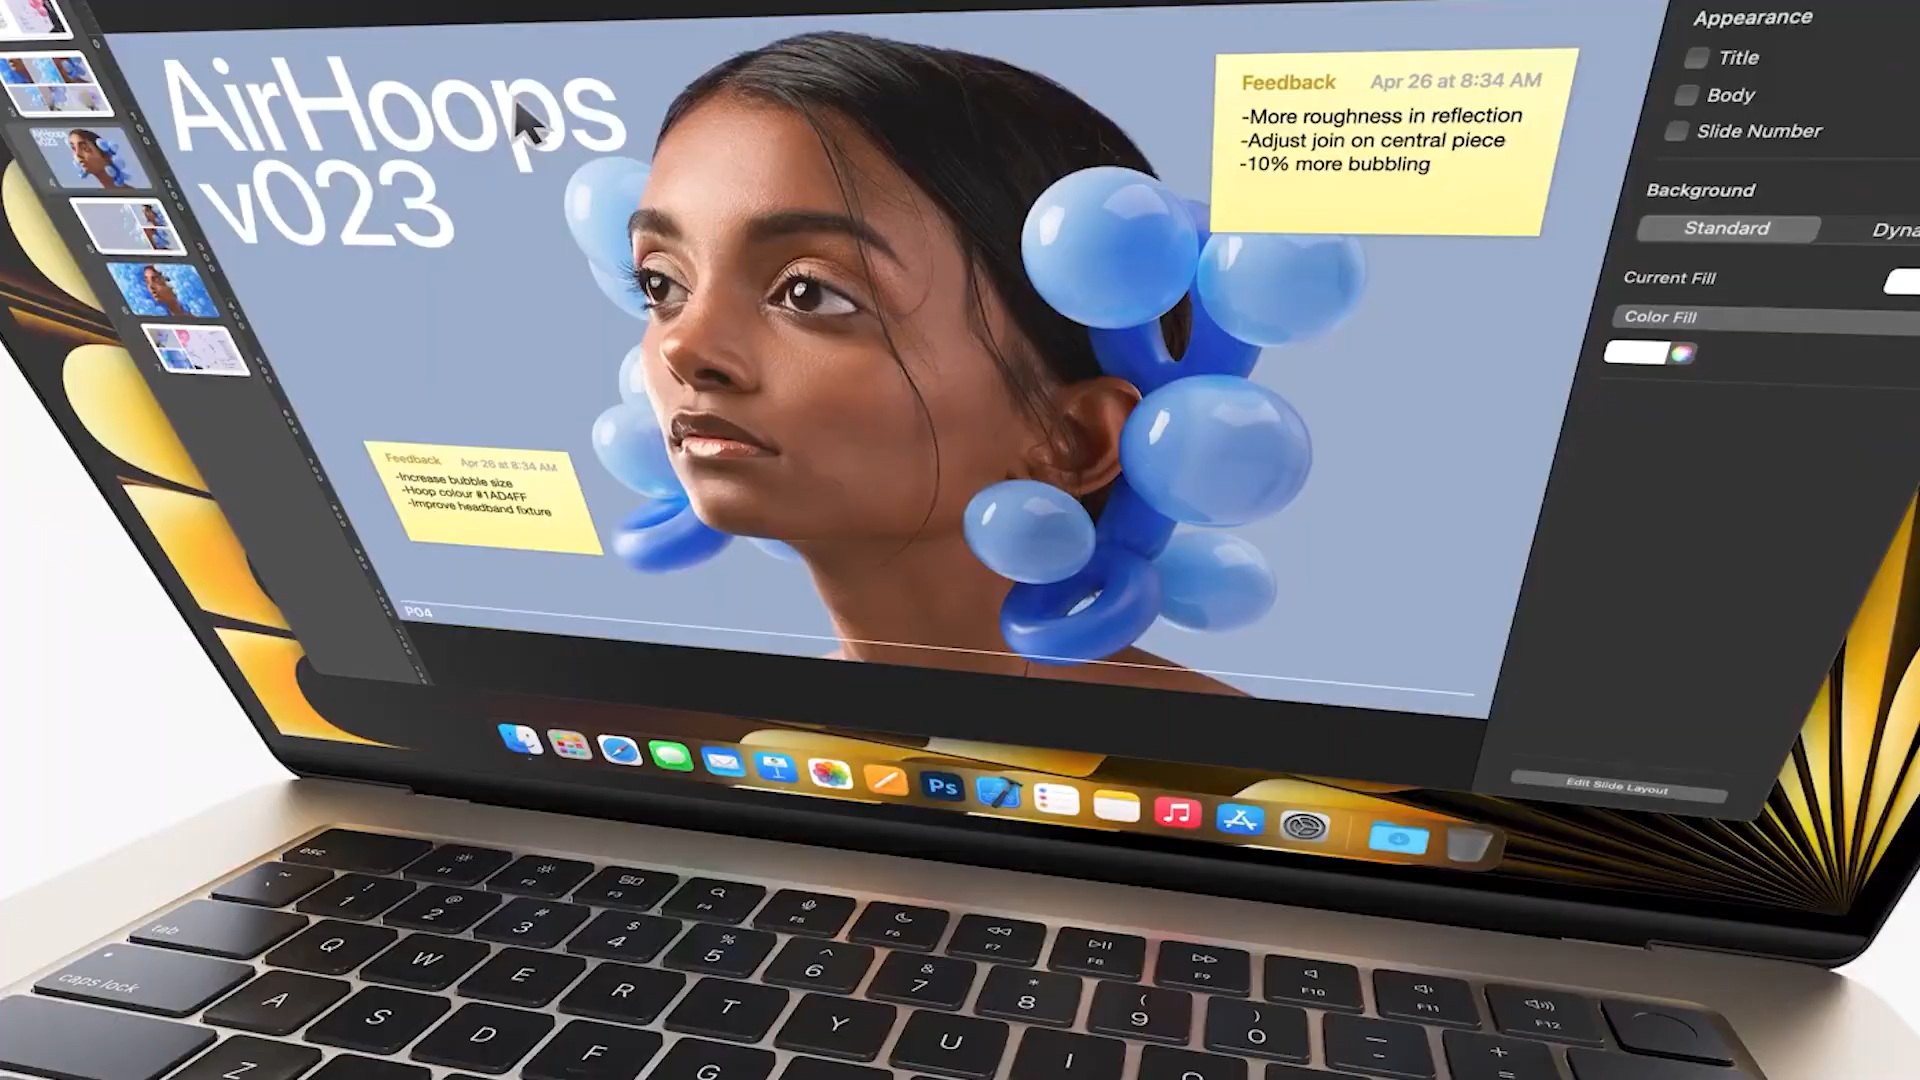 AirHoops
v023
Feedback Apr 26 at 8:34 AM
-More roughness in reflection
-Adjust join on central piece
-10% more bubbling
Feedback Apr 26 at 8:34 AM
-Increase bubble size
-Hoop colour #1AD4FF
-Improve headband fixture
P04
Appearance
Title
Body
Slide Number
Background
Standard Dyna
Current Fill
Color Fill
Edit Slide Layout
Ps
esc F1 F2 F3 F4 F5 F6 F7 F8 F9 F10 F11 F12
~ ` ! 1 @ 2 # 3 $ 4 % 5 ^ 6 & 7 * 8 ( 9 ) 0 — - + =
tab Q W E R T Y U I O
caps lock A S D F G
Z